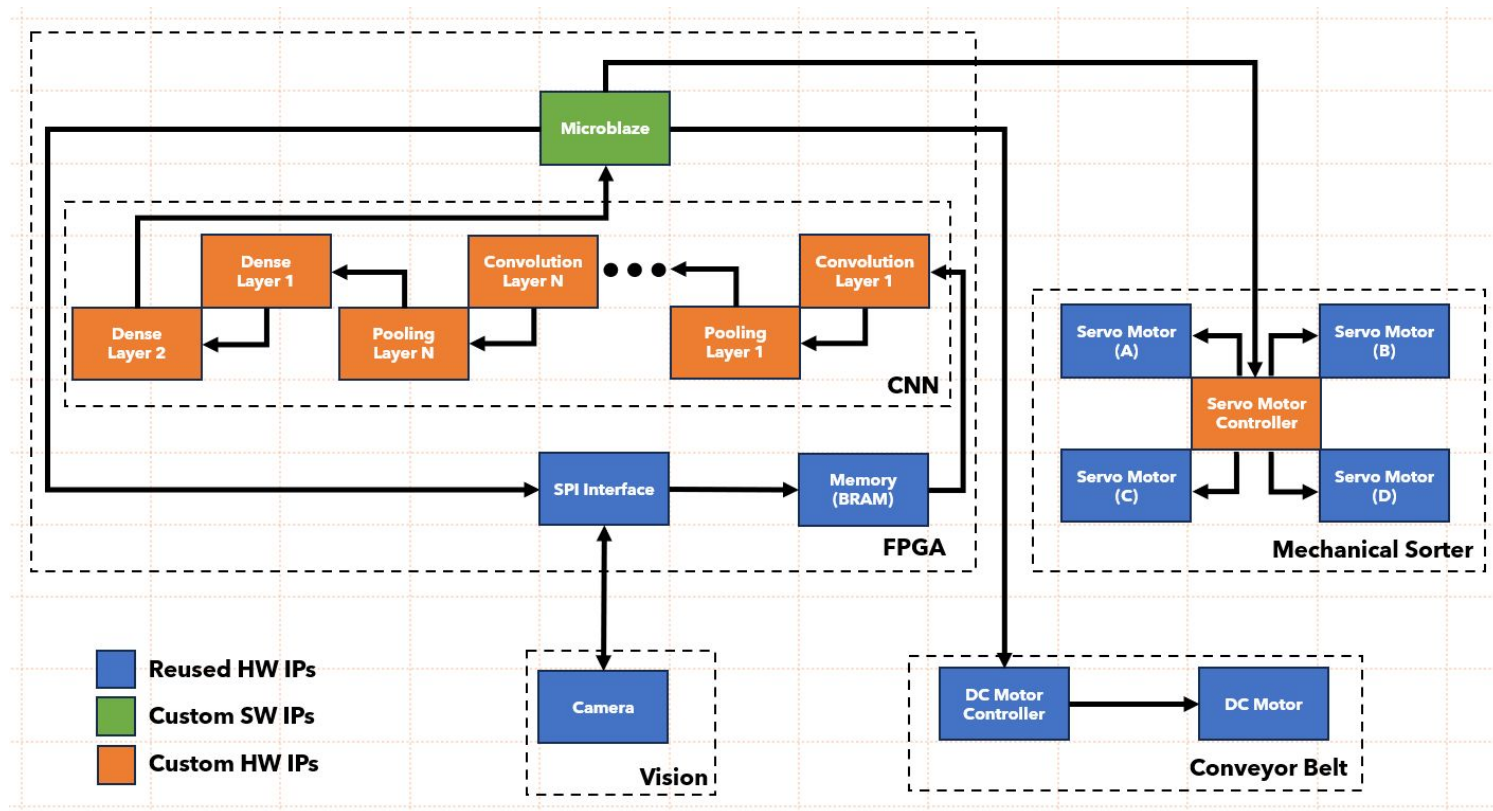 Microblaze
Dense
Layer 1
Convolution
Layer N
Convolution
Layer 1
Dense
Layer 2
Pooling
Layer N
Pooling
Layer 1
CNN
SPI Interface
Memory
(BRAM)
FPGA
Servo Motor
(A)
Servo Motor
(B)
Servo Motor
Controller
Servo Motor
(C)
Servo Motor
(D)
Mechanical Sorter
Reused HW IPs
Custom SW IPs
Custom HW IPs
Camera
Vision
DC Motor
Controller
DC Motor
Conveyor Belt